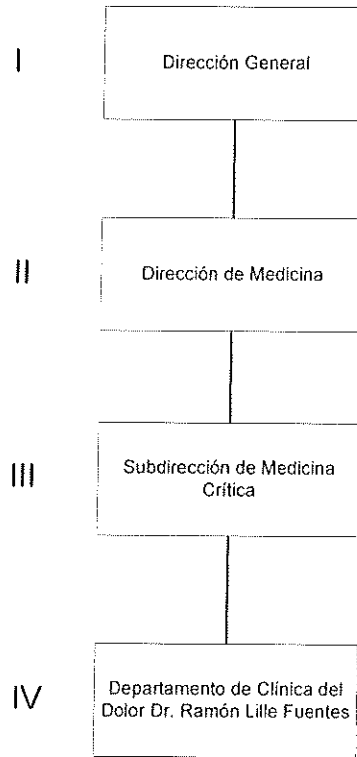 I
Dirección General
II
Dirección de Medicina
III
Subdirección de Medicina
Crítica
IV
Departamento de Clínica del
Dolor Dr. Ramón Lille Fuentes